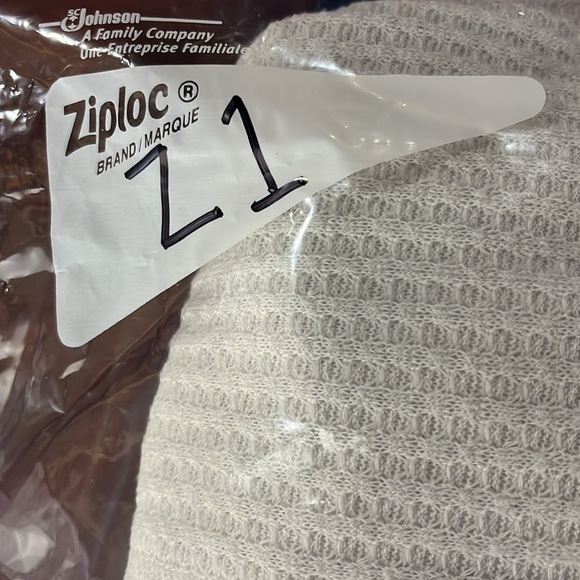 SC Johnson
A Family Company
Une Entreprise Familiale
Ziploc®
BRAND/MARQUE
Z1